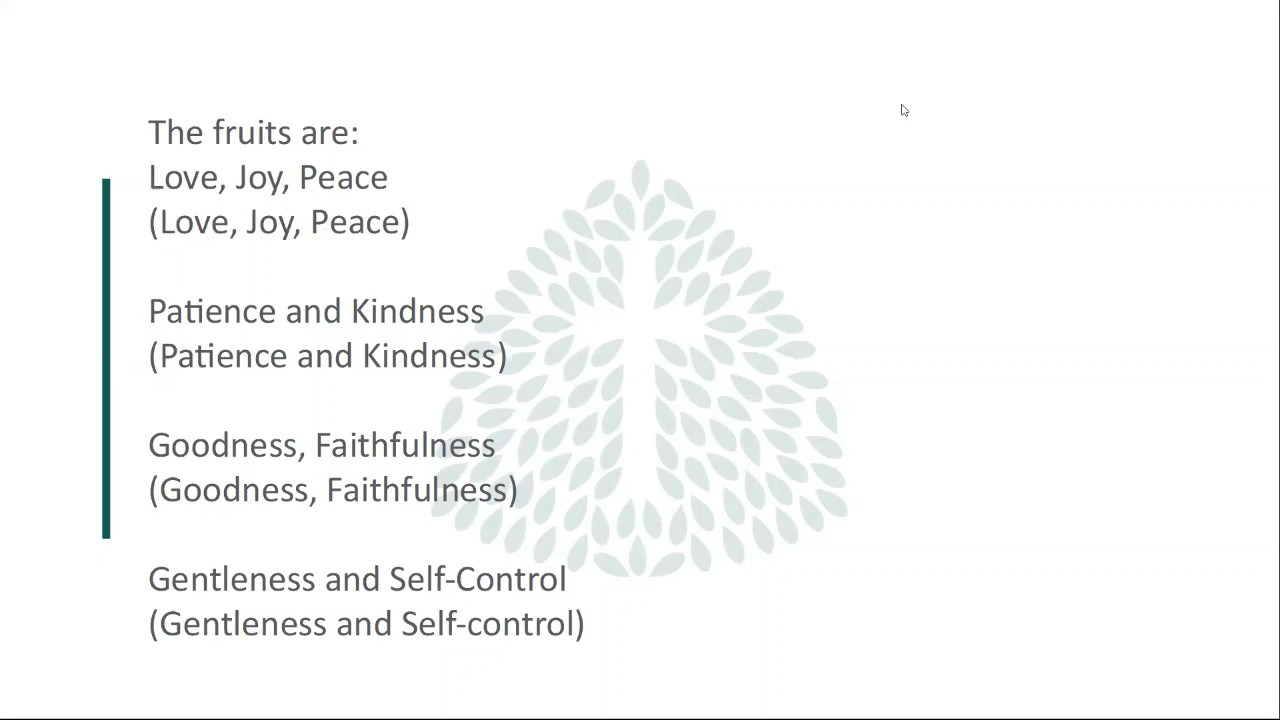 The fruits are:
Love, Joy, Peace
(Love, Joy, Peace)
Patience and Kindness
(Patience and Kindness)
Goodness, Faithfulness
(Goodness, Faithfulness)
Gentleness and Self-Control
(Gentleness and Self-control)